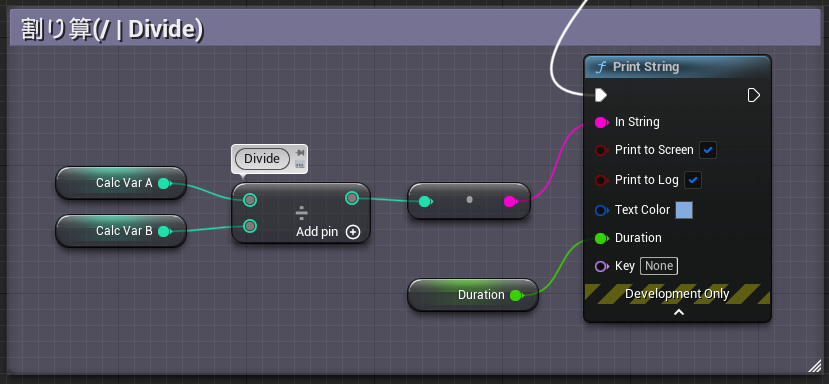 割り算(/ | Divide)
Print String
In String
Divide
Print to Screen
Calc Var A
Print to Log
Text Color
Calc Var B
Add pin
Duration
Key None
Duration
Development Only